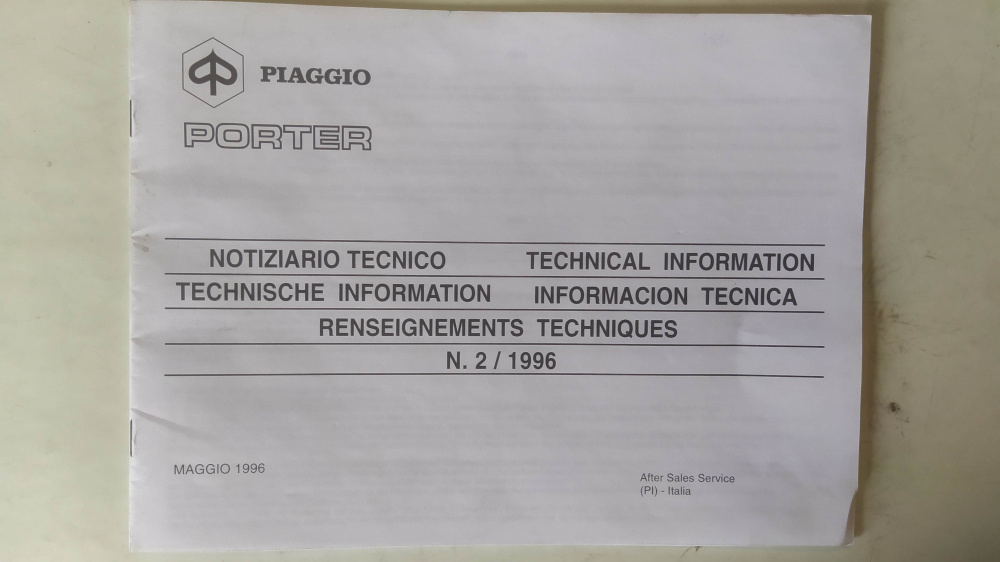 PIAGGIO
PORTER
NOTIZIARIO TECNICO TECHNICAL INFORMATION
TECHNISCHE INFORMATION INFORMACION TECNICA
RENSEIGNEMENTS TECHNIQUES
N. 2 / 1996
MAGGIO 1996
After Sales Service
(PI) - Italia